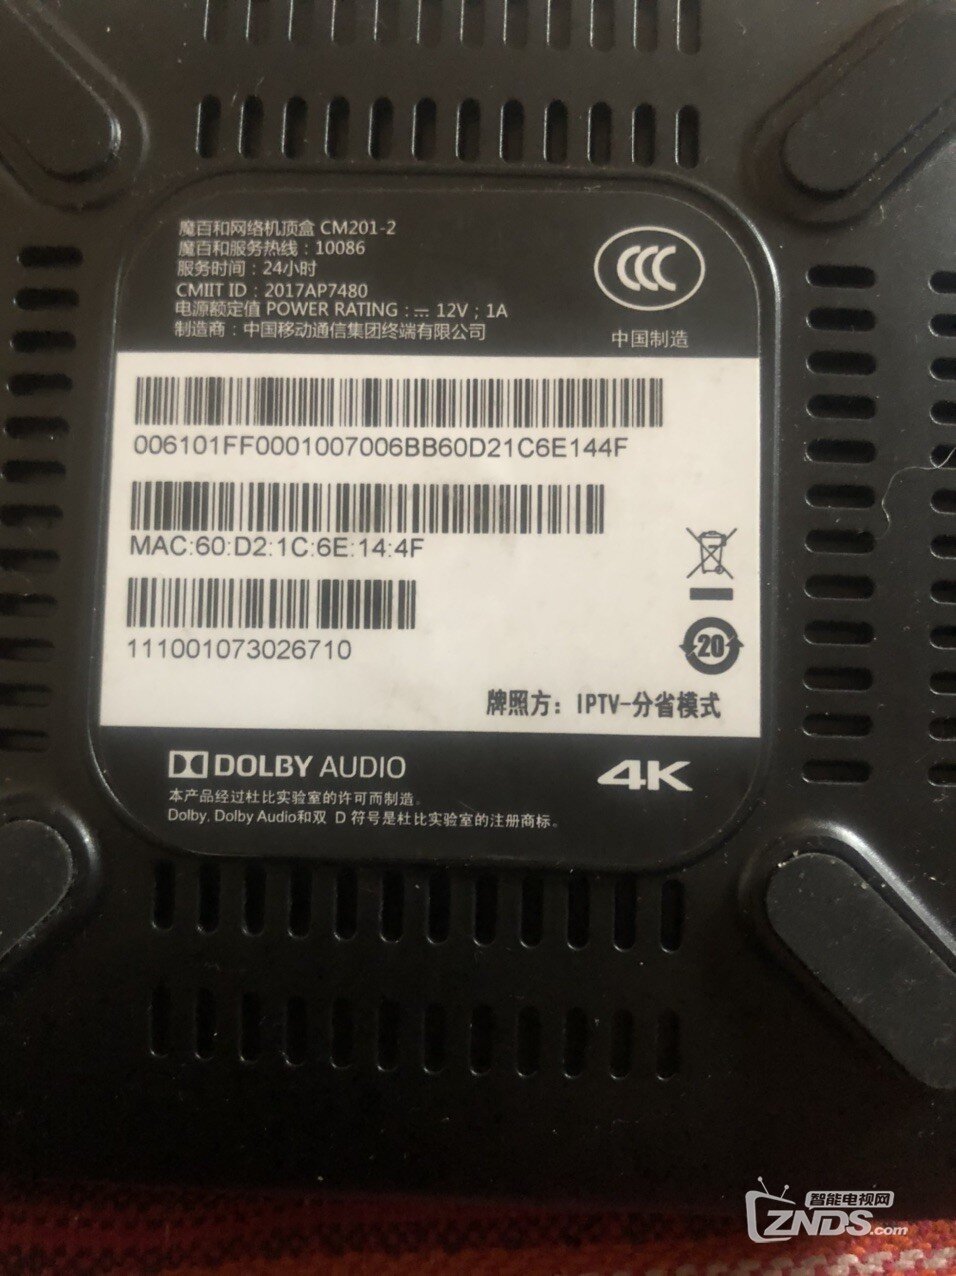 魔百和网络机顶盒 CM201-2
魔百和服务热线：10086
服务时间：24小时
CMIIT ID：2017AP7480
电源额定值 POWER RATING：⎓ 12V；1A
制造商：中国移动通信集团终端有限公司
CCC
中国制造
006101FF0001007006BB60D21C6E144F
MAC:60:D2:1C:6E:14:4F
111001073026710
20
牌照方：IPTV-分省模式
DOLBY AUDIO
4K
本产品经过杜比实验室的许可而制造。
Dolby, Dolby Audio和双 D 符号是杜比实验室的注册商标。
智能电视网
ZNDS.com